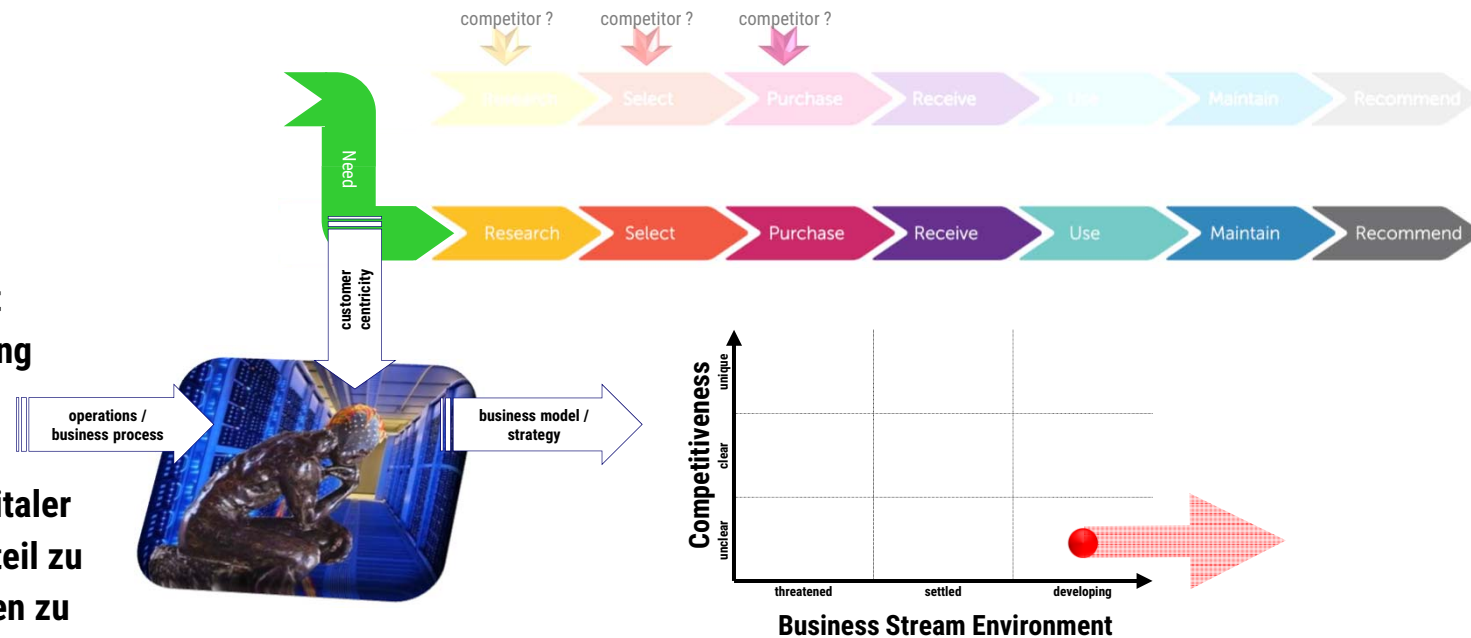 competitor ?
competitor ?
competitor ?
Select
Purchase
Receive
Use
Maintain
Recommend
Need
Research
Select
Purchase
Receive
Use
Maintain
Recommend
customer
centricity
ng
operations /
business process
business model /
strategy
italer
teil zu
en zu
Competitiveness
unique
clear
unclear
threatened
settled
developing
Business Stream Environment